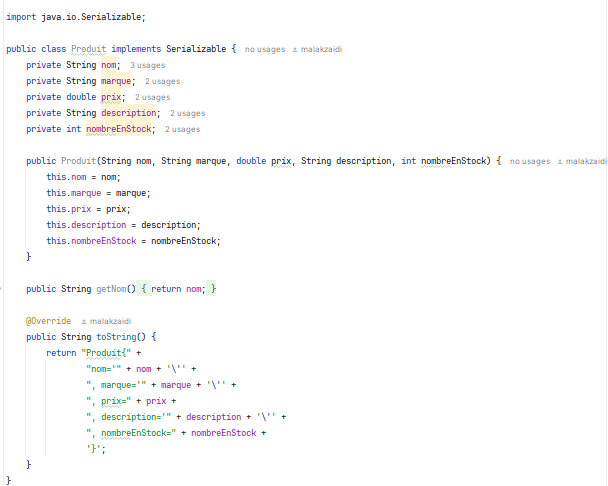 import java.io.Serializable;
public class Produit implements Serializable { no usages malakzaidi
private String nom; 3 usages
private String marque; 2 usages
private double prix; 2 usages
private String description; 2 usages
private int nombreEnStock; 2 usages
public Produit(String nom, String marque, double prix, String description, int nombreEnStock) { no usages malakzaidi
this.nom = nom;
this.marque = marque;
this.prix = prix;
this.description = description;
this.nombreEnStock = nombreEnStock;
}
public String getNom() { return nom; }
@Override malakzaidi
public String toString() {
return "Produit{" +
"nom='" + nom + '\'' +
", marque='" + marque + '\'' +
", prix=" + prix +
", description='" + description + '\'' +
", nombreEnStock=" + nombreEnStock +
'}';
}
}